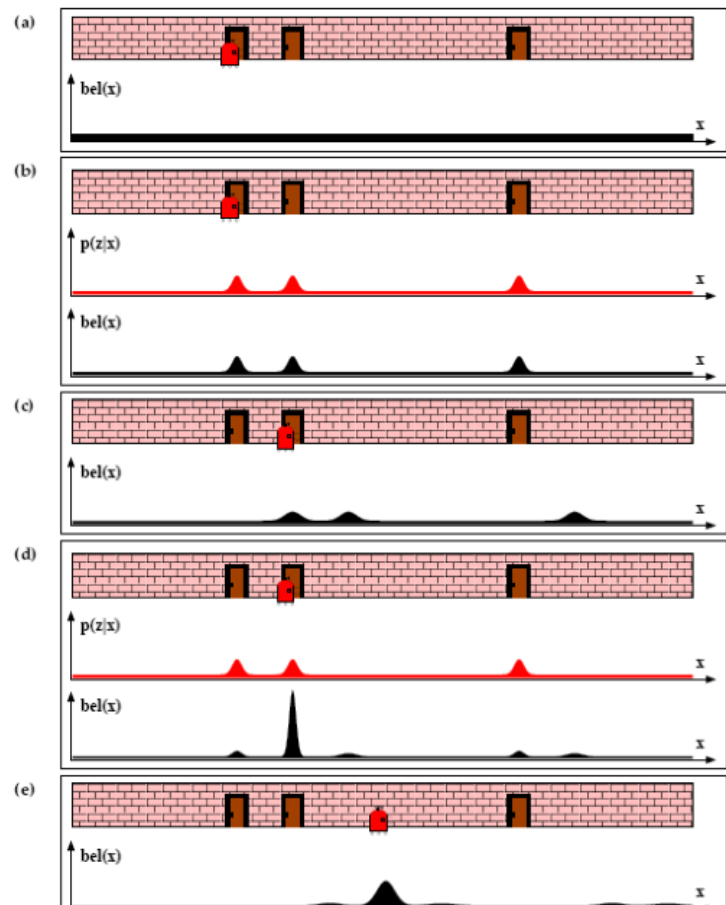 (a)
bel(x)
x
(b)
p(z|x)
x
bel(x)
x
(c)
bel(x)
x
(d)
p(z|x)
x
bel(x)
x
(e)
bel(x)